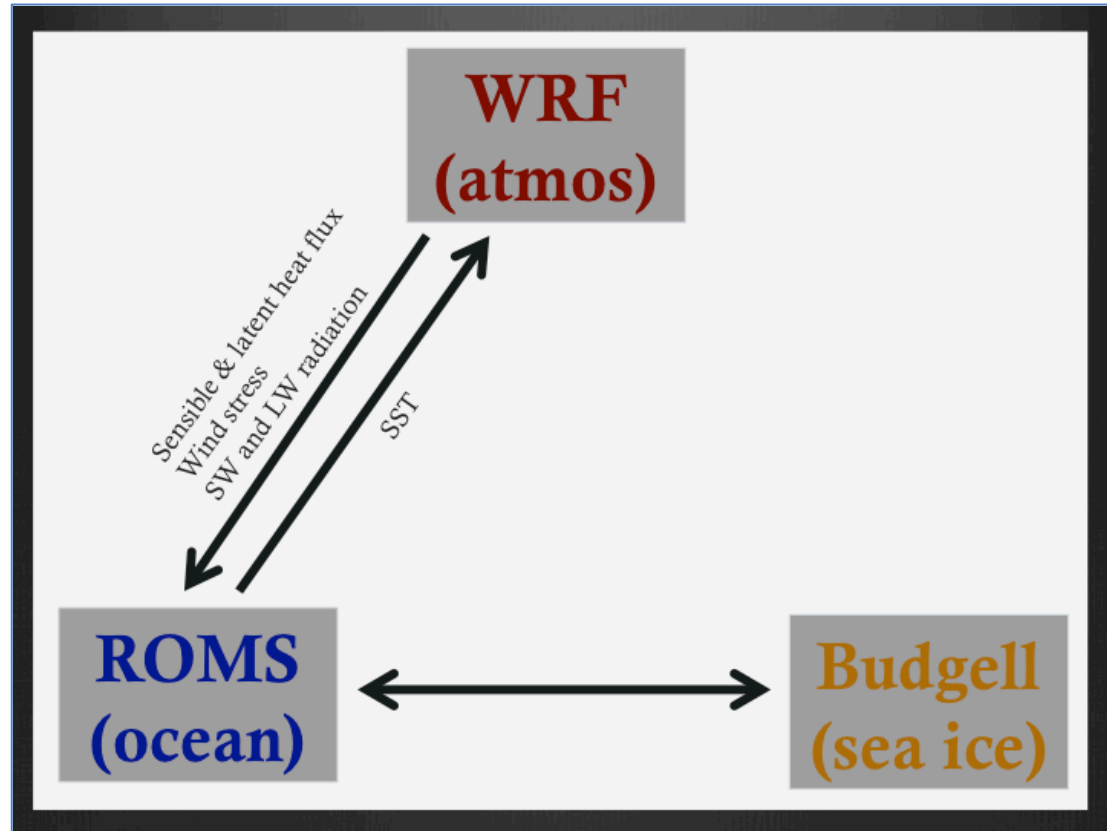 WRF
(atmos)
Sensible & latent heat flux
Wind stress
SW and LW radiation
SST
ROMS
(ocean)
Budgell
(sea ice)